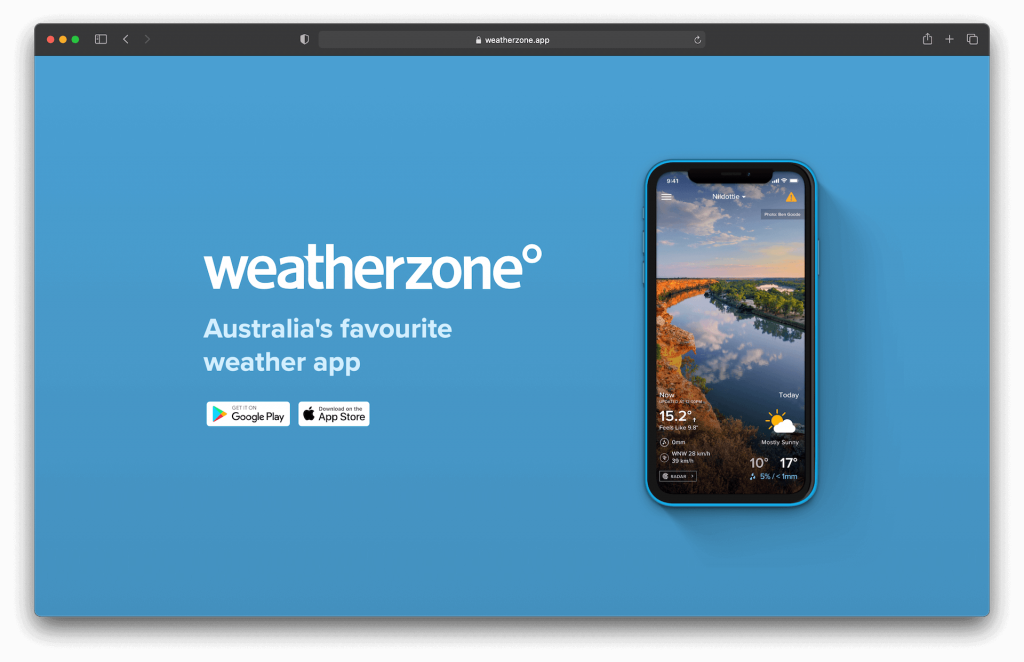 weatherzone.app
weatherzone°
Australia's favourite
weather app
GET IT ON
Google Play
Download on the
App Store
9:41
Nildottie
Photo: Ben Goode
Now
Today
15.2°
Feels Like 9.8°
Mostly Sunny
0mm
WNW 28 km/h
39 km/h
10° 17°
RADAR
5% / < 1mm